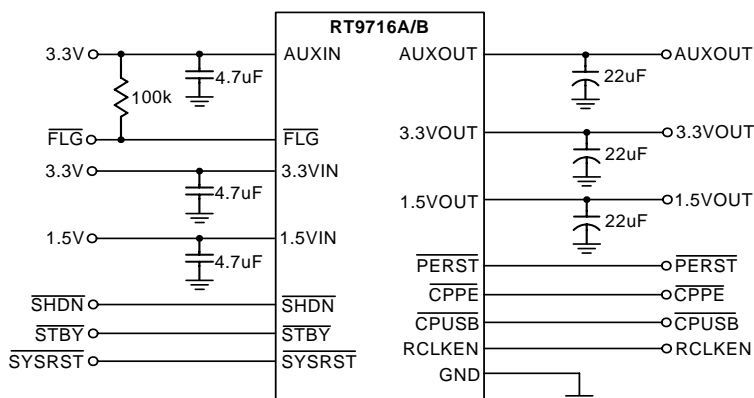 RT9716A/B
3.3V
AUXIN
4.7uF
100k
FLG
FLG
3.3V
3.3VIN
4.7uF
1.5V
1.5VIN
4.7uF
SHDN
SHDN
STBY
STBY
SYSRST
SYSRST
AUXOUT
AUXOUT
22uF
3.3VOUT
3.3VOUT
22uF
1.5VOUT
1.5VOUT
22uF
PERST
PERST
CPPE
CPPE
CPUSB
CPUSB
RCLKEN
RCLKEN
GND